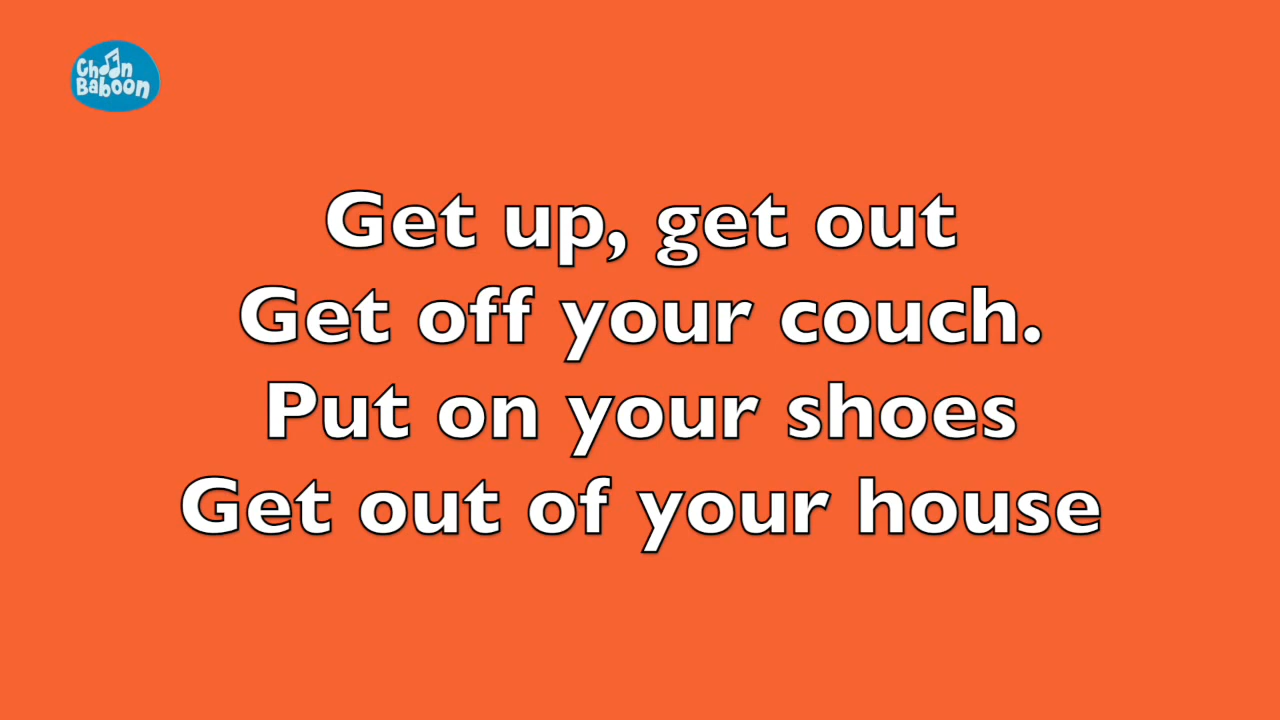 Choon
Baboon
Get up, get out
Get off your couch.
Put on your shoes
Get out of your house